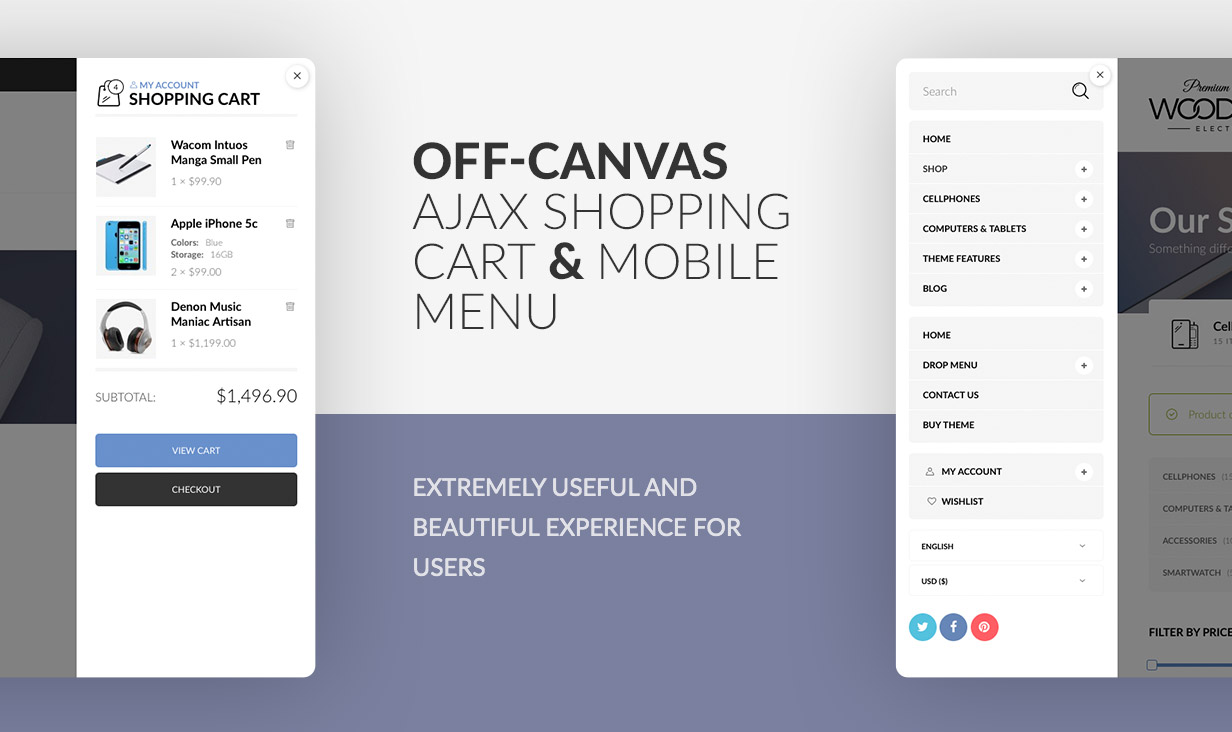 4
MY ACCOUNT
SHOPPING CART
Wacom Intuos
Manga Small Pen
1 × $99.90
Apple iPhone 5c
Colors: Blue
Storage: 16GB
2 × $99.00
Denon Music
Maniac Artisan
1 × $1,199.00
SUBTOTAL: $1,496.90
VIEW CART
CHECKOUT
OFF-CANVAS
AJAX SHOPPING
CART & MOBILE
MENU
EXTREMELY USEFUL AND
BEAUTIFUL EXPERIENCE FOR
USERS
Search
HOME
SHOP
CELLPHONES
COMPUTERS & TABLETS
THEME FEATURES
BLOG
HOME
DROP MENU
CONTACT US
BUY THEME
MY ACCOUNT
WISHLIST
ENGLISH
USD ($)
Premium
WOOD
ELECT
Our S
Something diffe
Cel
15 IT
Product c
CELLPHONES (15
COMPUTERS & TA
ACCESSORIES (10
SMARTWATCH
FILTER BY PRICE